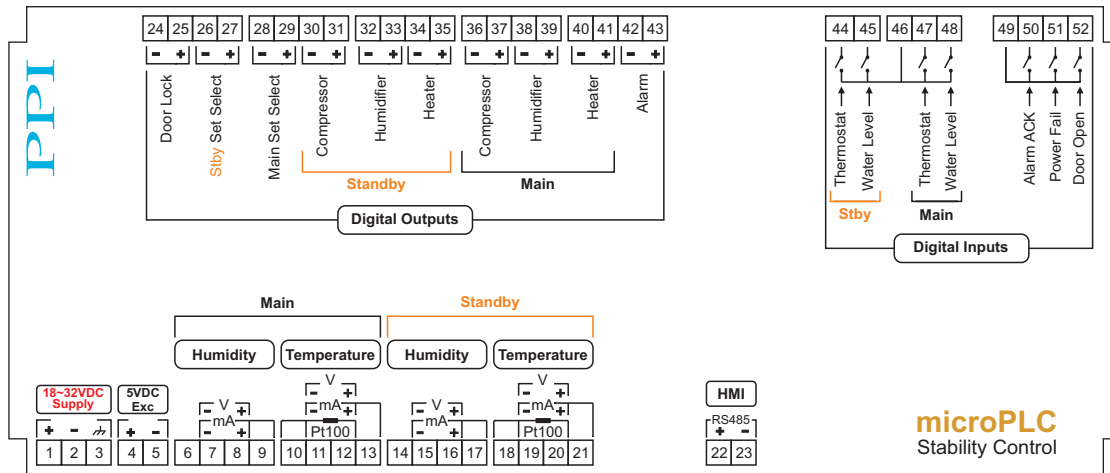 PPI
24 25 26 27 28 29 30 31 32 33 34 35 36 37 38 39 40 41 42 43
- + - + - + - + - + - + - + - + - + - +
Door Lock
Stby Set Select
Main Set Select
Compressor
Humidifier
Heater
Compressor
Humidifier
Heater
Alarm
Standby
Main
Digital Outputs
44 45 46 47 48 49 50 51 52
Thermostat
Water Level
Thermostat
Water Level
Alarm ACK
Power Fail
Door Open
Stby
Main
Digital Inputs
Main
Standby
Humidity
Temperature
Humidity
Temperature
18~32VDC
Supply
+ -
1 2 3
5VDC
Exc
+ -
4 5
- V +
- mA +
6 7 8 9
- V +
- mA +
Pt100
10 11 12 13
- V +
- mA +
14 15 16 17
- V +
- mA +
Pt100
18 19 20 21
HMI
RS485
+ -
22 23
microPLC
Stability Control